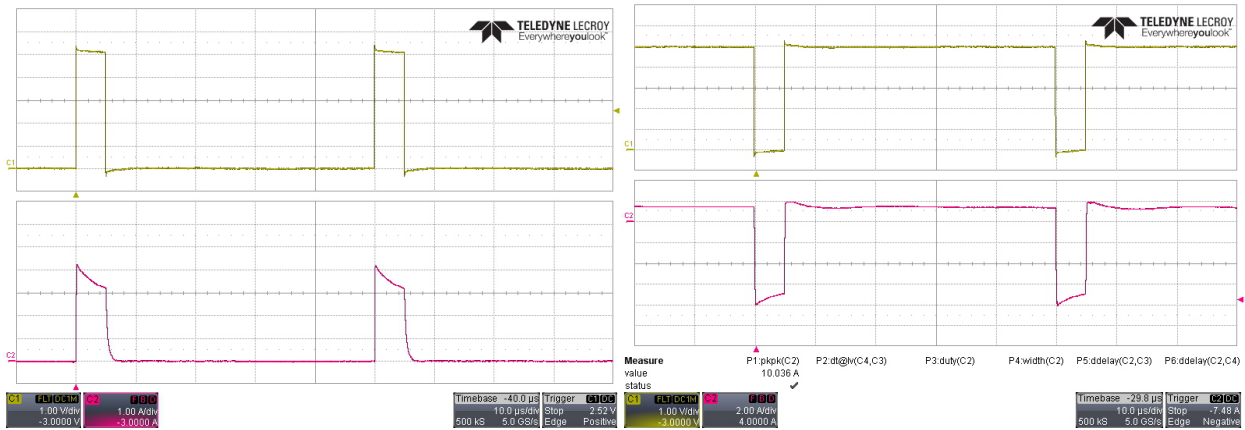 TELEDYNE LECROY
Everywhereyoulook™
C1
C2
C1 FLT DC1M
1.00 V/div
-3.0000 V
C2 F B D
1.00 A/div
-3.0000 A
Timebase -40.0 µs
10.0 µs/div
500 kS 5.0 GS/s
Trigger C1 DC
Stop 2.52 V
Edge Positive
TELEDYNE LECROY
Everywhereyoulook™
C1
C2
Measure P1:pkpk(C2) P2:dt@lv(C4,C3) P3:duty(C2) P4:width(C2) P5:ddelay(C2,C3) P6:ddelay(C2,C4)
value 10.036 A
status ✔
C1 FLT DC1M
1.00 V/div
-3.0000 V
C2 F B D
2.00 A/div
4.0000 A
Timebase -29.8 µs
10.0 µs/div
500 kS 5.0 GS/s
Trigger C2 DC
Stop -7.48 A
Edge Negative